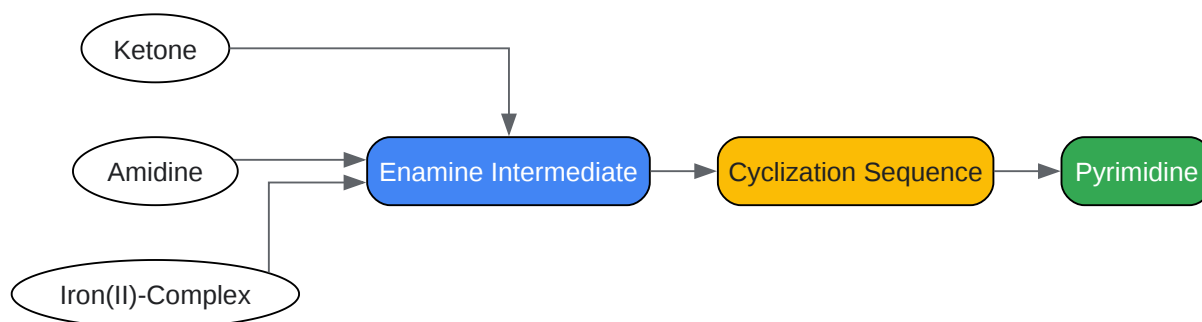 Ketone
Amidine
Enamine Intermediate
Cyclization Sequence
Pyrimidine
Iron(II)-Complex